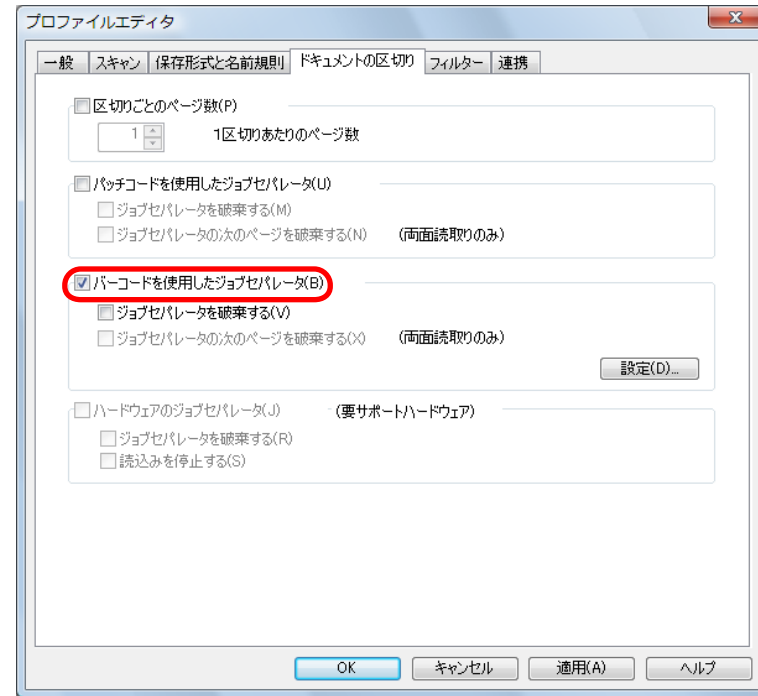 プロファイルエディタ
一般 スキャン 保存形式と名前規則 ドキュメントの区切り フィルター 連携
区切りごとのページ数(P)
1 1区切りあたりのページ数
パッチコードを使用したジョブセパレータ(U)
ジョブセパレータを破棄する(M)
ジョブセパレータの次のページを破棄する(N) (両面読取りのみ)
バーコードを使用したジョブセパレータ(B)
ジョブセパレータを破棄する(V)
ジョブセパレータの次のページを破棄する(X) (両面読取りのみ)
設定(D)...
ハードウェアのジョブセパレータ(J) (要サポートハードウェア)
ジョブセパレータを破棄する(R)
読込みを停止する(S)
OK キャンセル 適用(A) ヘルプ